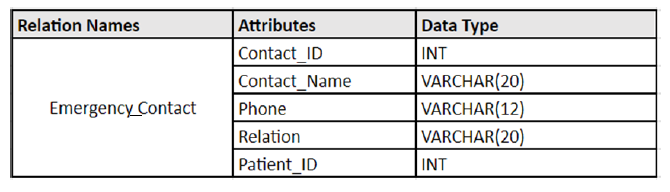 Relation Names Attributes Data Type
Contact_ID INT
Contact_Name VARCHAR(20)
Emergency_Contact Phone VARCHAR(12)
Relation VARCHAR(20)
Patient_ID INT